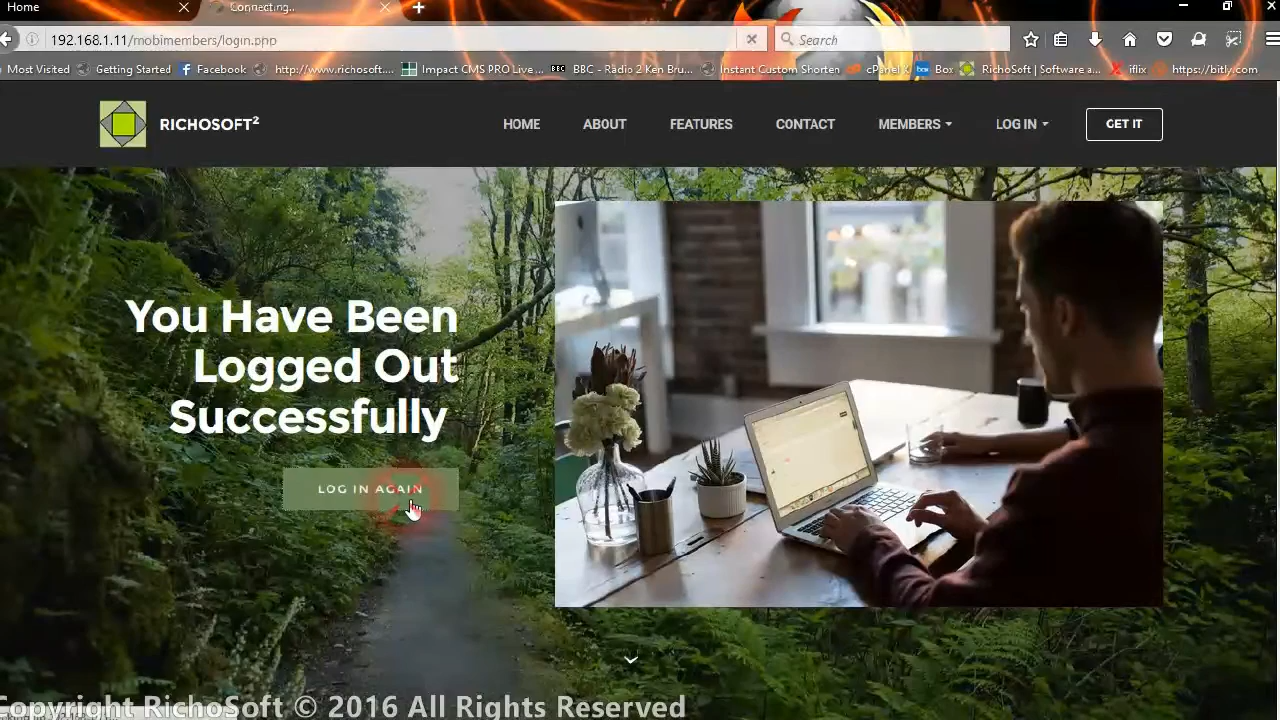 Home
Connecting...
192.168.1.11/mobimembers/login.php
Search
Most Visited
Getting Started
Facebook
http://www.richosoft....
Impact CMS PRO Live ...
BBC BBC - Radio 2 Ken Bru...
Instant Custom Shorten
cPanel X
box Box
RichoSoft | Software a...
iflix
https://bitly.com
RICHOSOFT²
HOME
ABOUT
FEATURES
CONTACT
MEMBERS
LOG IN
GET IT
You Have Been
Logged Out
Successfully
LOG IN AGAIN
Copyright RichoSoft © 2016 All Rights Reserved